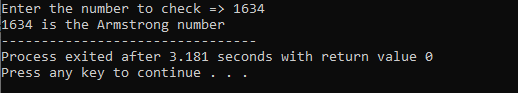 Enter the number to check => 1634
1634 is the Armstrong number
--------------------------------
Process exited after 3.181 seconds with return value 0
Press any key to continue . . .